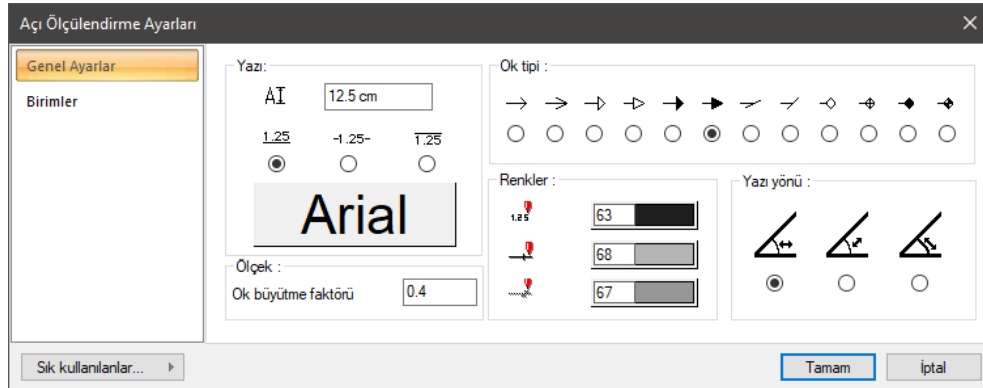 Açı Ölçülendirme Ayarları
Genel Ayarlar
Birimler
Yazı:
AI 12.5 cm
1.25 -1.25- 1.25
Arial
Ölçek :
Ok büyütme faktörü 0.4
Ok tipi :
Renkler :
1.25 63
68
67
Yazı yönü :
Sık kullanılanlar...
Tamam İptal